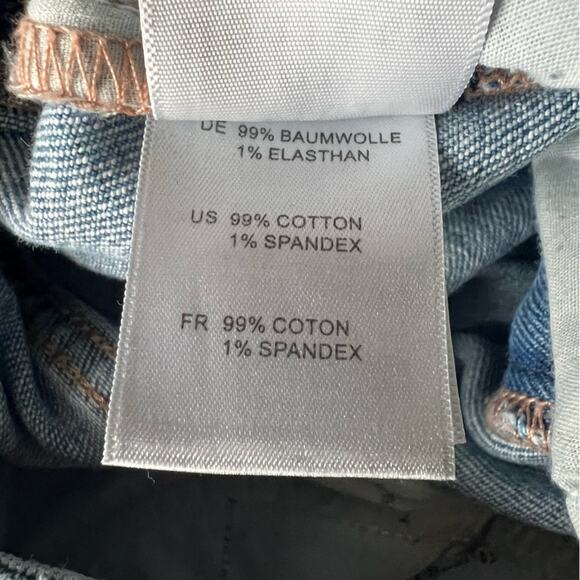 DE 99% BAUMWOLLE
1% ELASTHAN
US 99% COTTON
1% SPANDEX
FR 99% COTON
1% SPANDEX